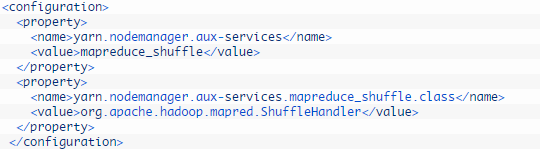 <configuration>
  <property>
    <name>yarn.nodemanager.aux-services</name>
    <value>mapreduce_shuffle</value>
  </property>
  <property>
    <name>yarn.nodemanager.aux-services.mapreduce_shuffle.class</name>
    <value>org.apache.hadoop.mapred.ShuffleHandler</value>
  </property>
 </configuration>